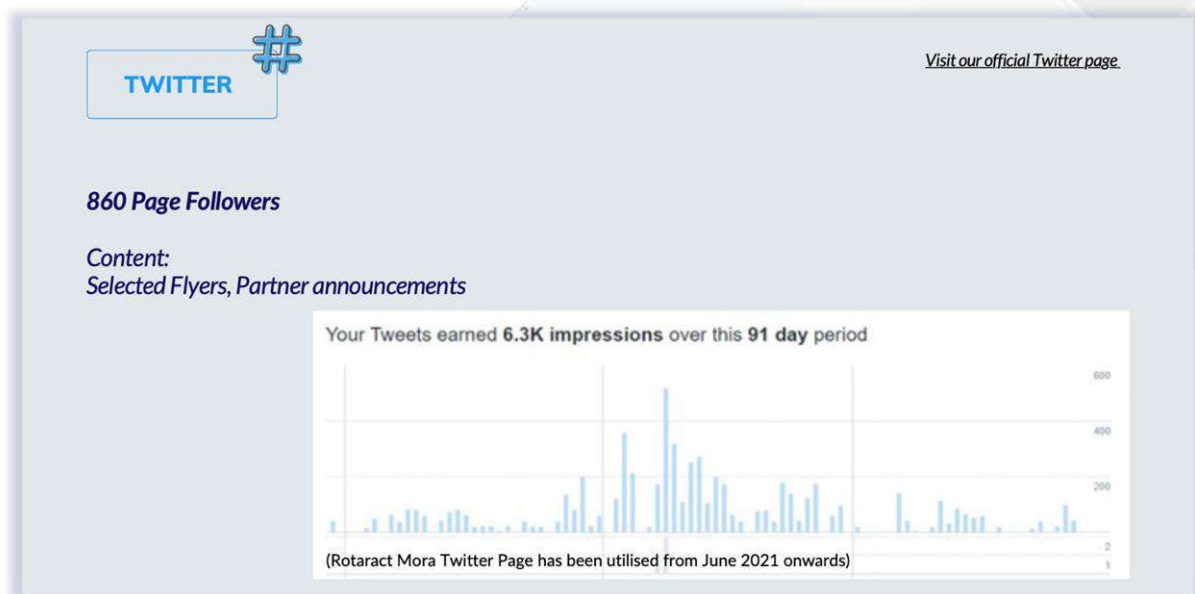 #
TWITTER
Visit our official Twitter page
860 Page Followers
Content:
Selected Flyers, Partner announcements
Your Tweets earned 6.3K impressions over this 91 day period
600
400
200
2
(Rotaract Mora Twitter Page has been utilised from June 2021 onwards)
1